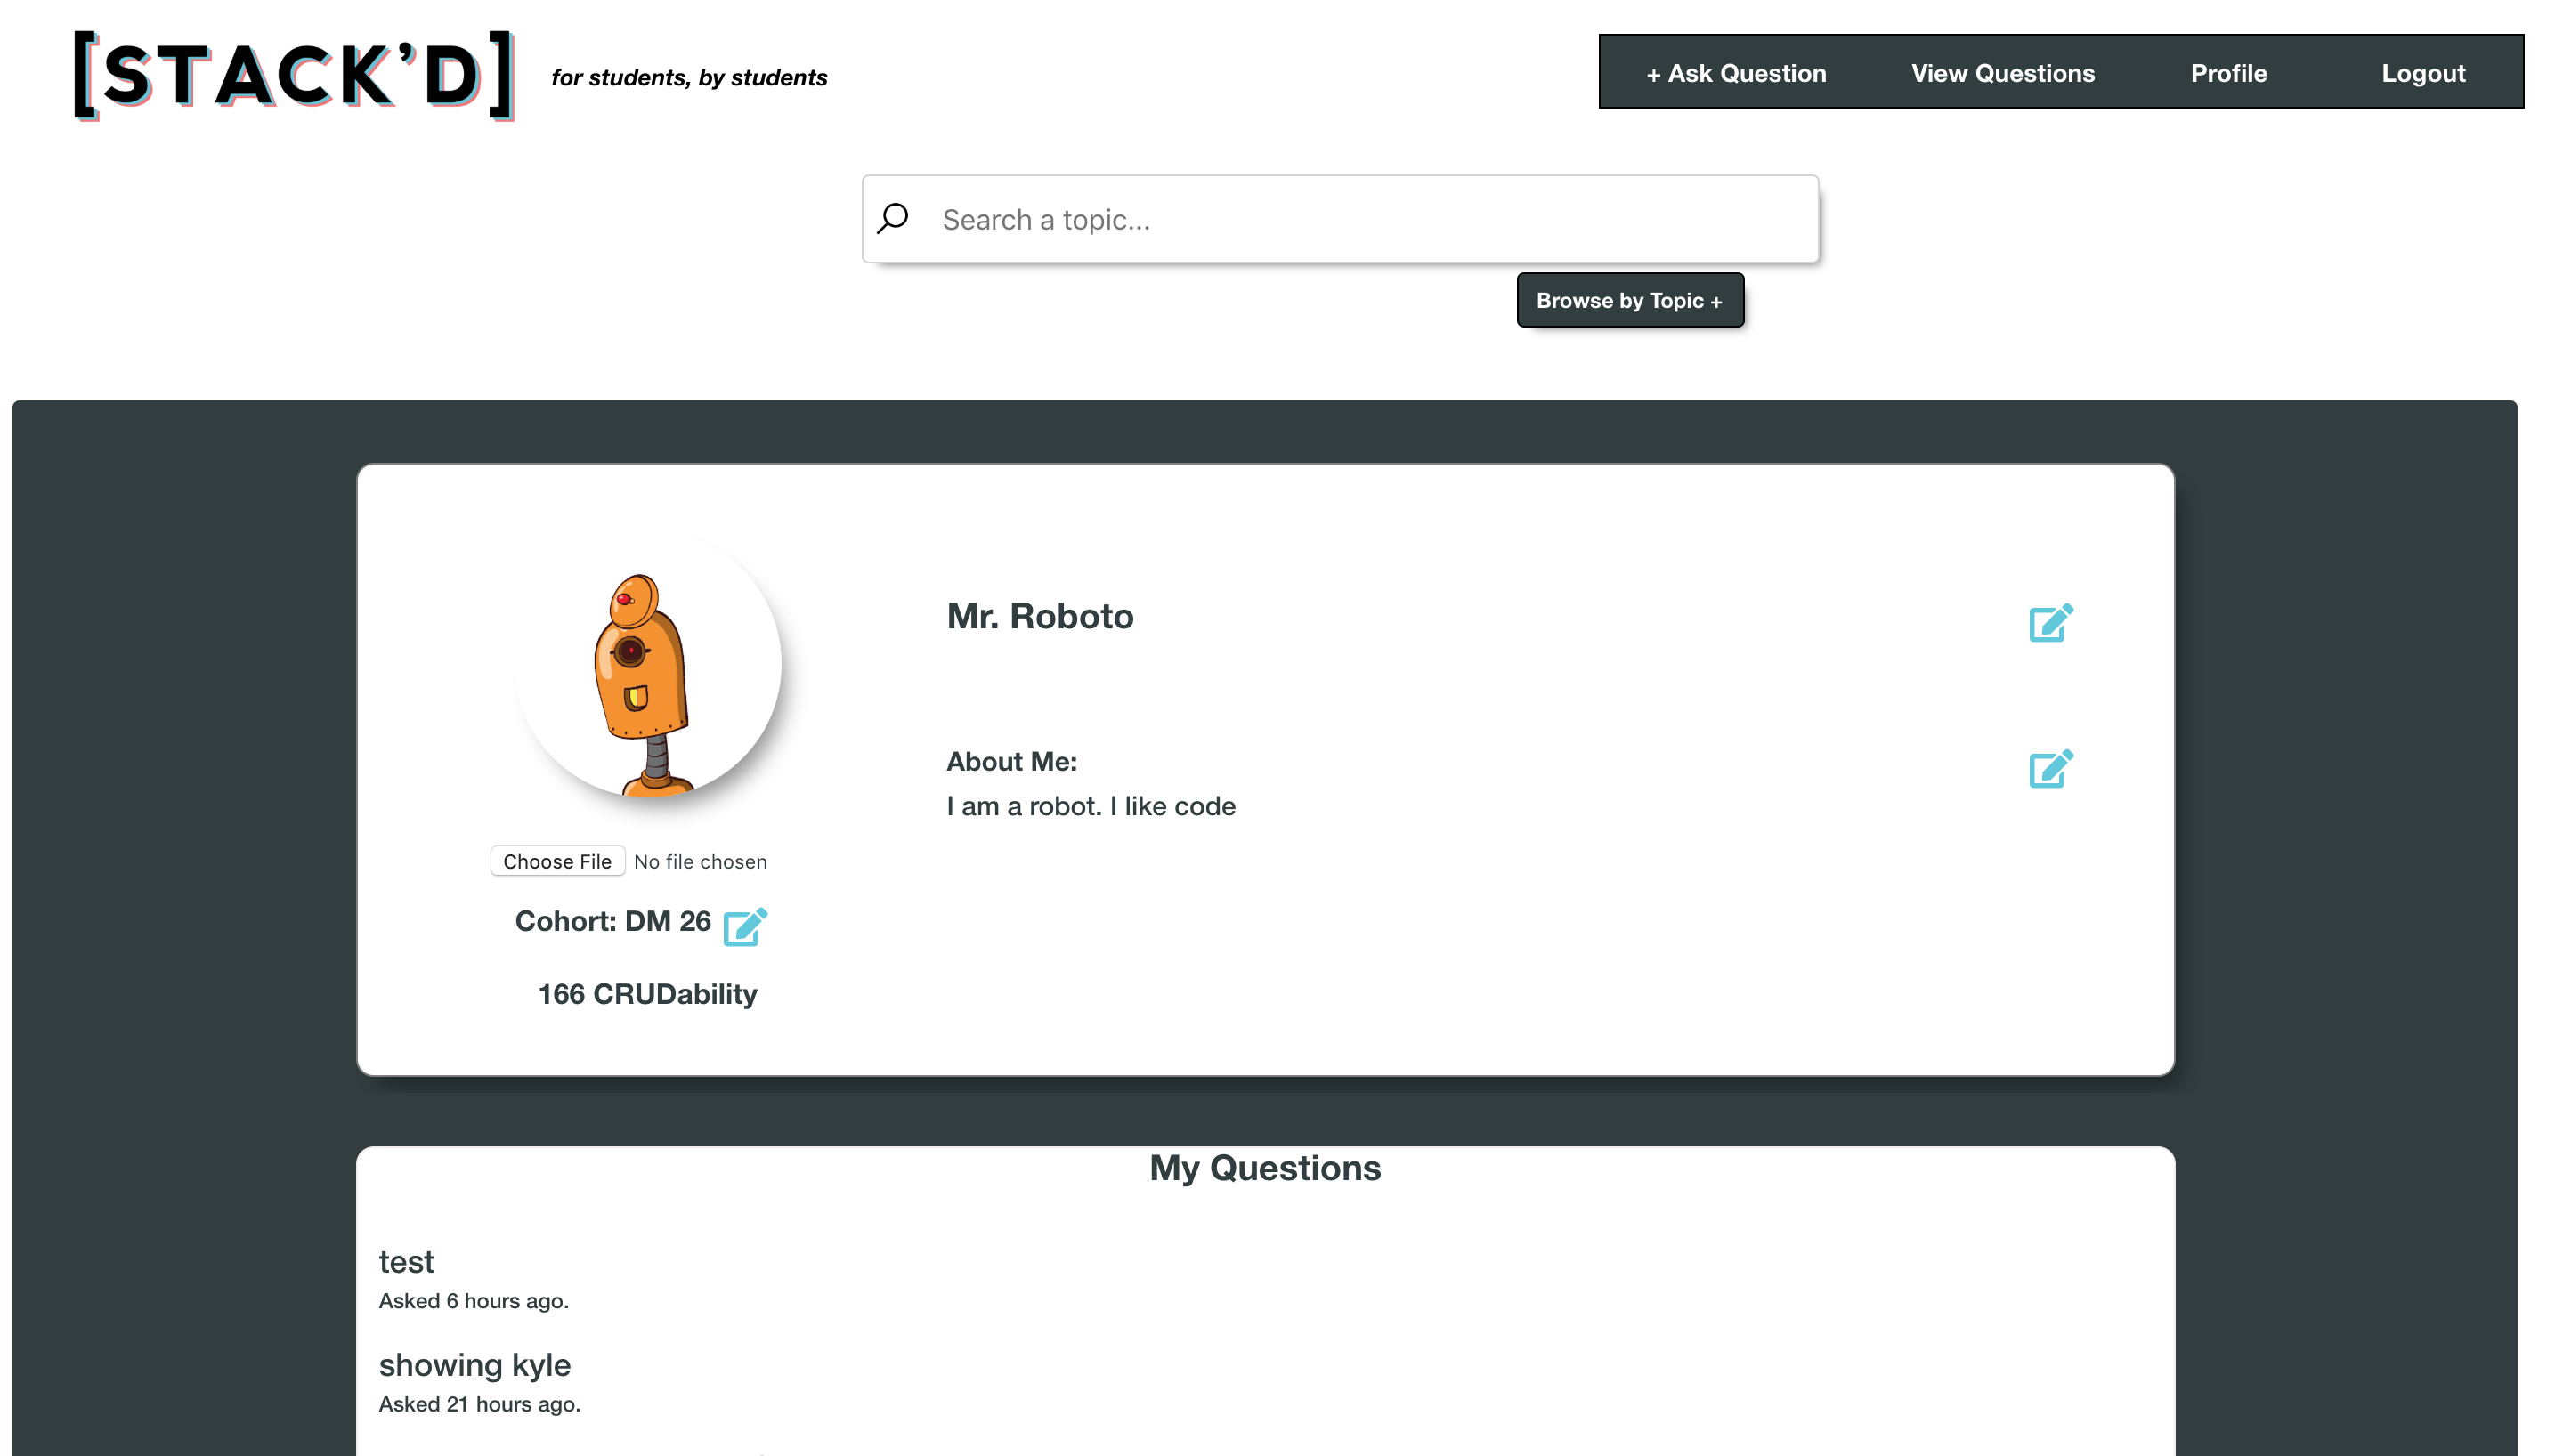 [STACK’D]
for students, by students
+ Ask Question
View Questions
Profile
Logout
Search a topic...
Browse by Topic +
Mr. Roboto
About Me:
I am a robot. I like code
Choose File No file chosen
Cohort: DM 26
166 CRUDability
My Questions
test
Asked 6 hours ago.
showing kyle
Asked 21 hours ago.